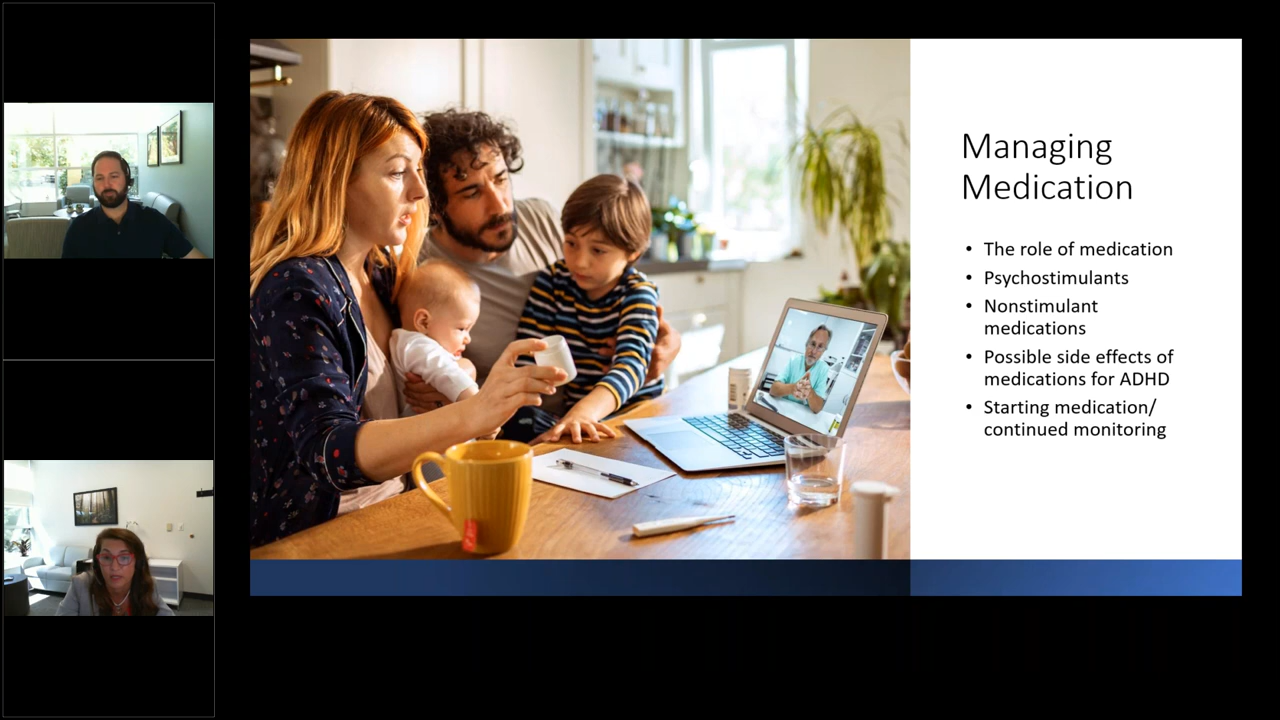 Managing
Medication
• The role of medication
• Psychostimulants
• Nonstimulant
medications
• Possible side effects of
medications for ADHD
• Starting medication/
continued monitoring